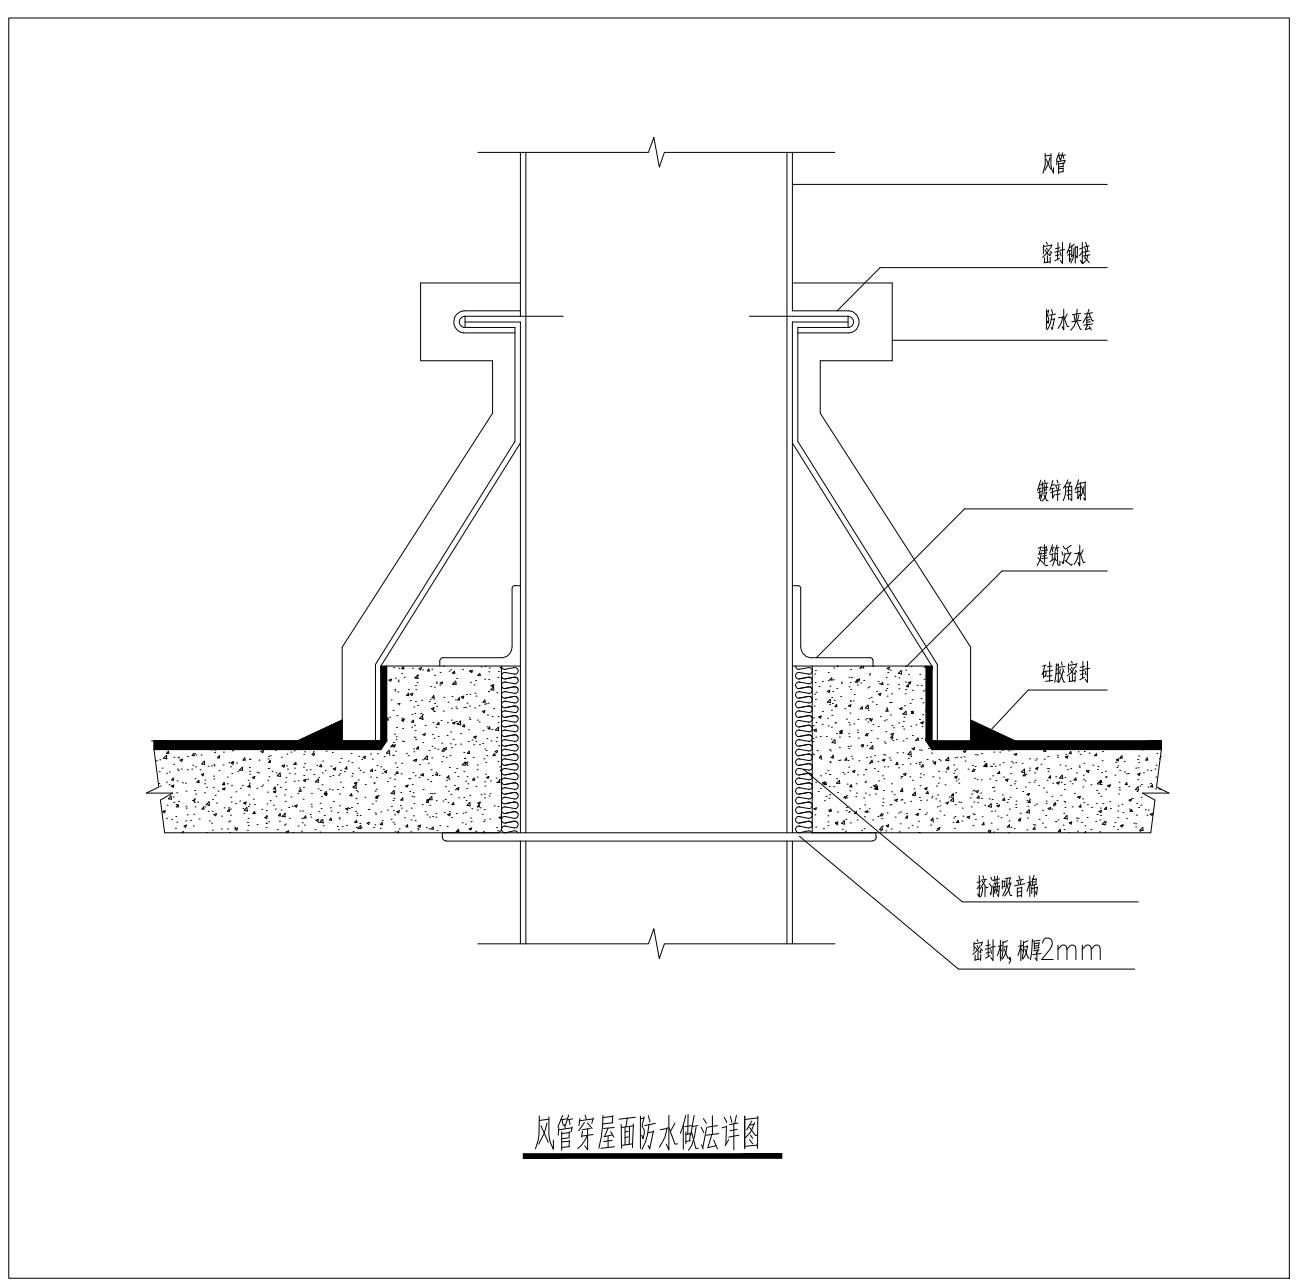 风管
密封铆接
防水夹套
镀锌角钢
建筑泛水
硅胶密封
挤满吸音棉
密封板,板厚2mm
风管穿屋面防水做法详图